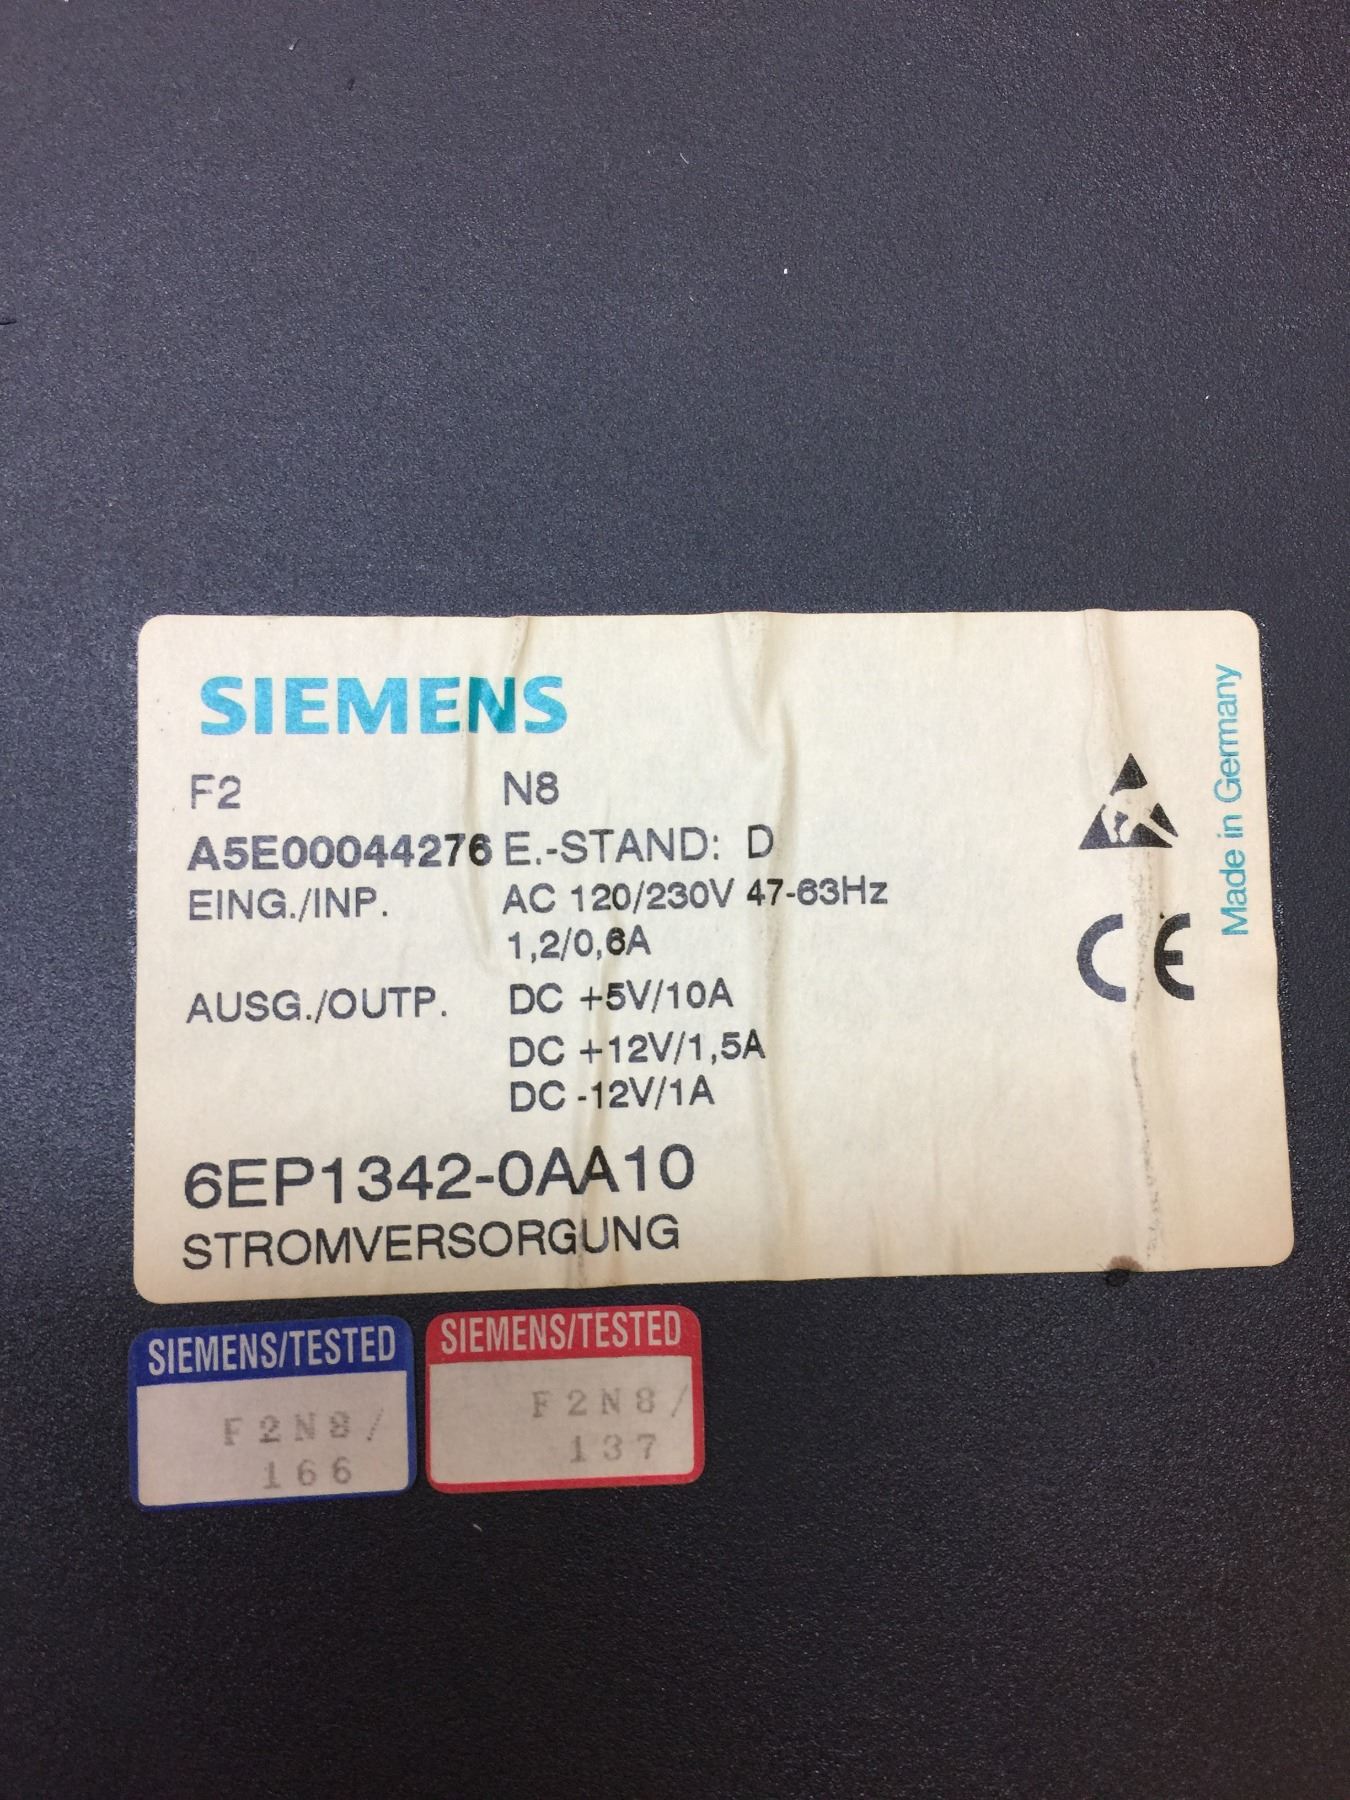 SIEMENS
F2 N8
A5E00044276 E.-STAND: D
EING./INP. AC 120/230V 47-63Hz
1,2/0,6A
AUSG./OUTP. DC +5V/10A
DC +12V/1,5A
DC -12V/1A
6EP1342-0AA10
STROMVERSORGUNG
CE
Made in Germany
SIEMENS/TESTED
F2N8/
166
SIEMENS/TESTED
F2N8/
137